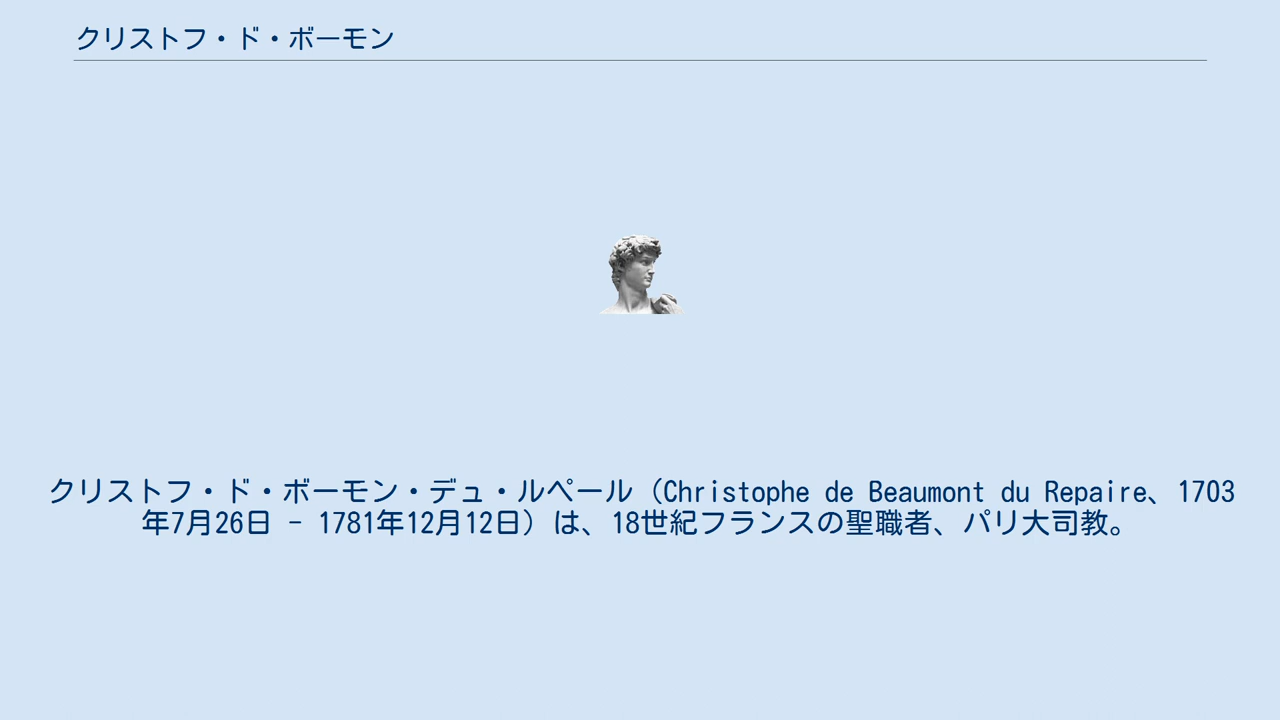 クリストフ・ド・ボーモン
クリストフ・ド・ボーモン・デュ・ルペール（Christophe de Beaumont du Repaire、1703
年7月26日 - 1781年12月12日）は、18世紀フランスの聖職者、パリ大司教。